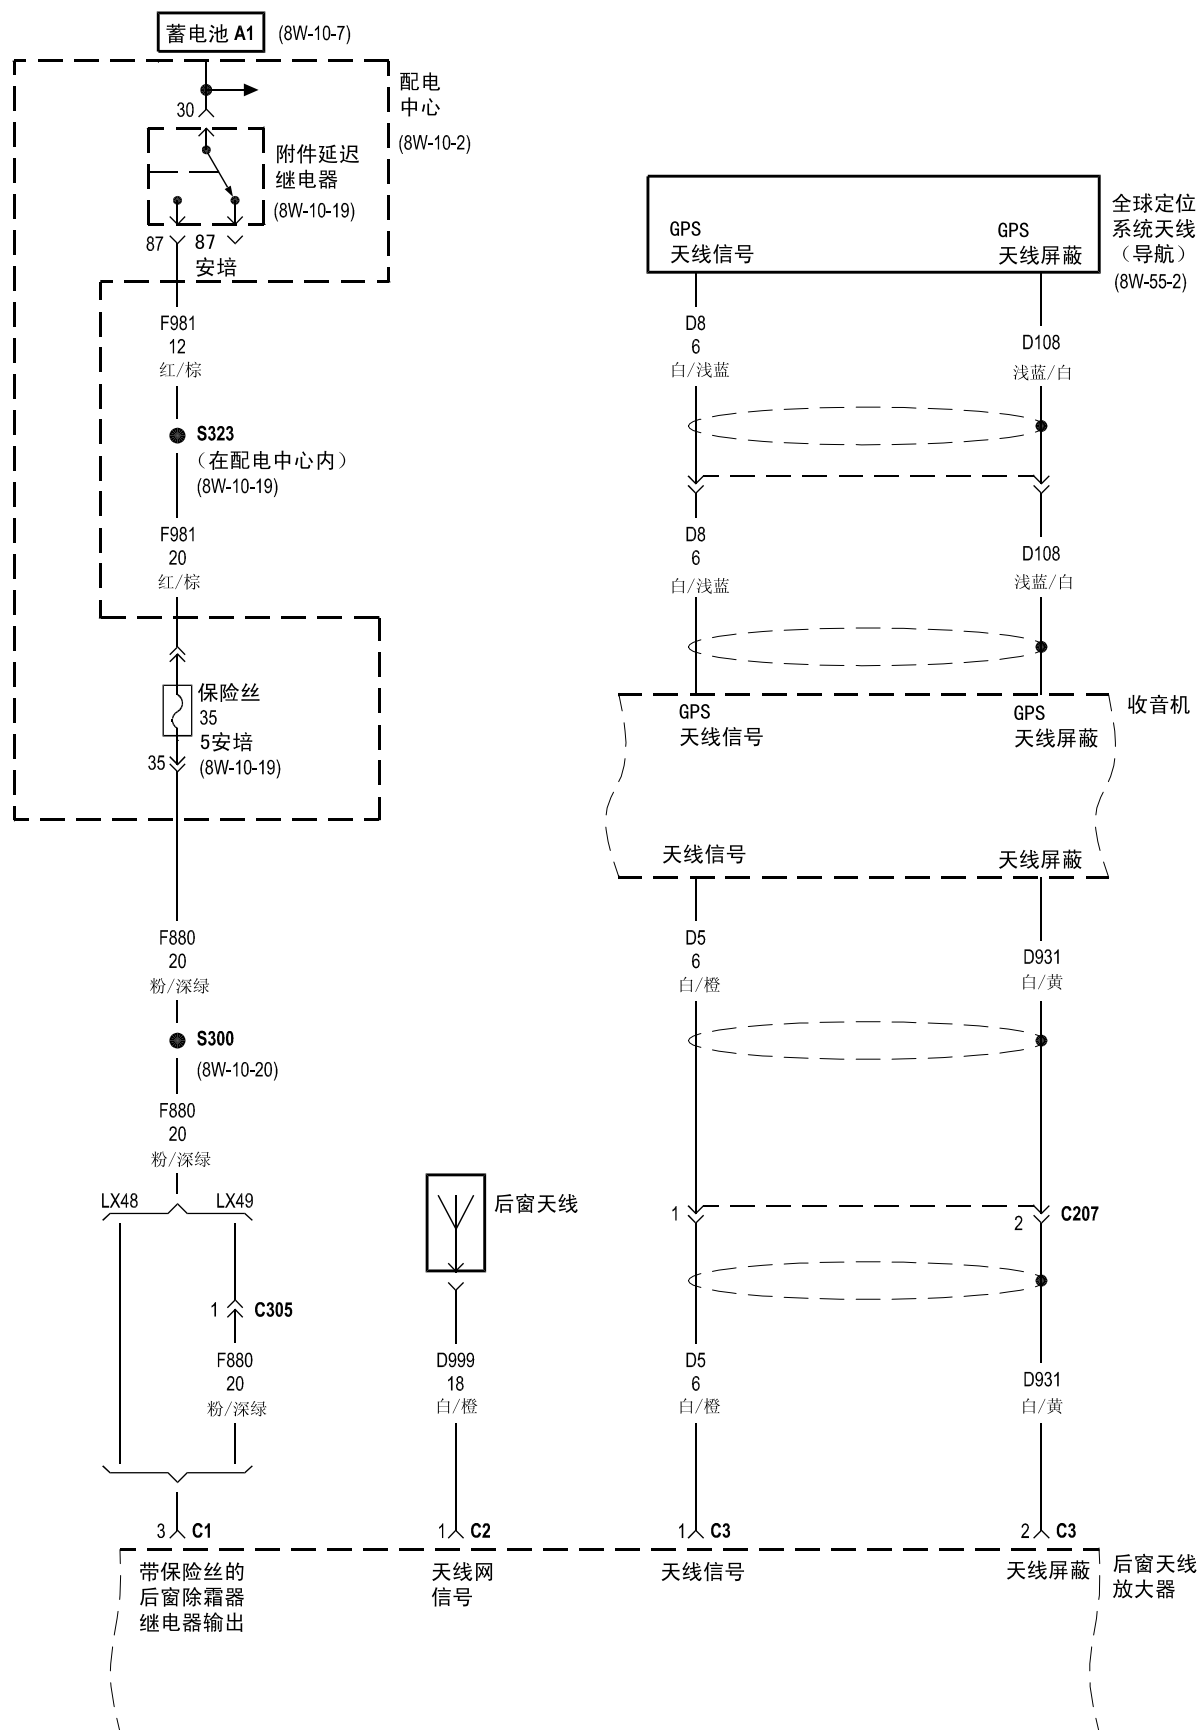 蓄电池 A1 (8W-10-7)
配电
中心
(8W-10-2)
30
附件延迟
继电器
(8W-10-19)
87 87
安培
F981
12
红/棕
S323
(在配电中心内)
(8W-10-19)
F981
20
红/棕
保险丝
35
5安培
(8W-10-19)
35
F880
20
粉/深绿
S300
(8W-10-20)
F880
20
粉/深绿
LX48 LX49
1 C305
F880
20
粉/深绿
3 C1
带保险丝的
后窗除霜器
继电器输出
后窗天线
D999
18
白/橙
1 C2
天线网
信号
全球定位
系统天线
(导航)
(8W-55-2)
GPS
天线信号
GPS
天线屏蔽
D8
6
白/浅蓝
D108
浅蓝/白
D8
6
白/浅蓝
D108
浅蓝/白
收音机
GPS
天线信号
GPS
天线屏蔽
天线信号
天线屏蔽
D5
6
白/橙
D931
白/黄
1 2 C207
D5
6
白/橙
D931
白/黄
1 C3
天线信号
2 C3
天线屏蔽
后窗天线
放大器